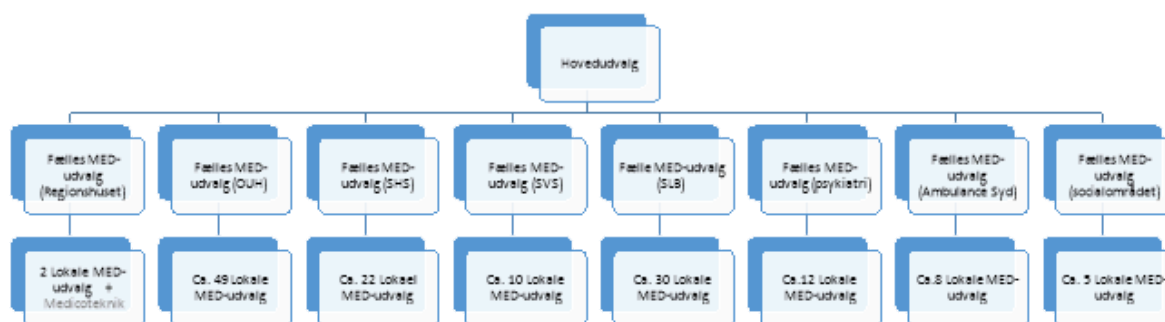 Hovedudvalg
Fælles MED-
udvalg
(Regionshuset)
Fælles MED-
udvalg (OUH)
Fælles MED-
udvalg (SHS)
Fælles MED-
udvalg (SVS)
Fælle MED-udvalg
(SLB)
Fælles MED-
udvalg (psykiatri)
Fælles MED-
udvalg
(Ambulance Syd)
Fælles MED-
udvalg
(socialområdet)
2 Lokale MED-
udvalg +
Medicoteknik
Ca. 49 Lokale
MED-udvalg
Ca. 22 Loksel
MED-udvalg
Ca. 10 Lokale
MED-udvalg
Ca. 30 Lokale
MED-udvalg
Ca.12 Lokale
MED-udvalg
Ca.8 Lokale MED-
udvalg
Ca. 5 Lokale MED-
udvalg